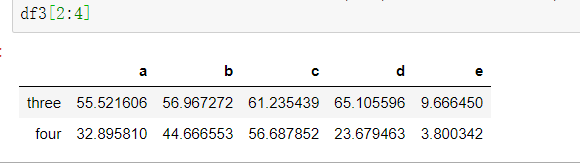 df3[2:4]
a b c d e
three 55.521606 56.967272 61.235439 65.105596 9.666450
four 32.895810 44.666553 56.687852 23.679463 3.800342